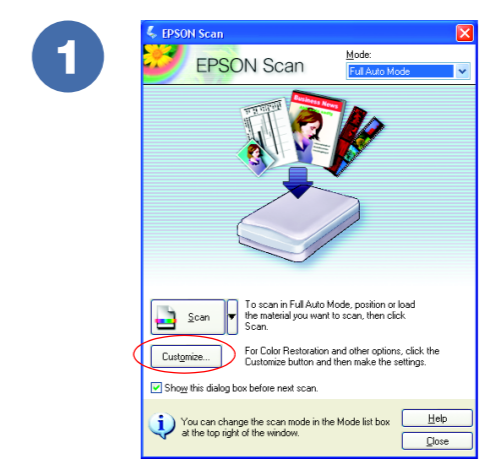 1
EPSON Scan
EPSON Scan
Mode:
Full Auto Mode
Business News
Scan
To scan in Full Auto Mode, position or load
the material you want to scan, then click
Scan.
Customize...
For Color Restoration and other options, click the
Customize button and then make the settings.
Show this dialog box before next scan.
You can change the scan mode in the Mode list box
at the top right of the window.
Help
Close